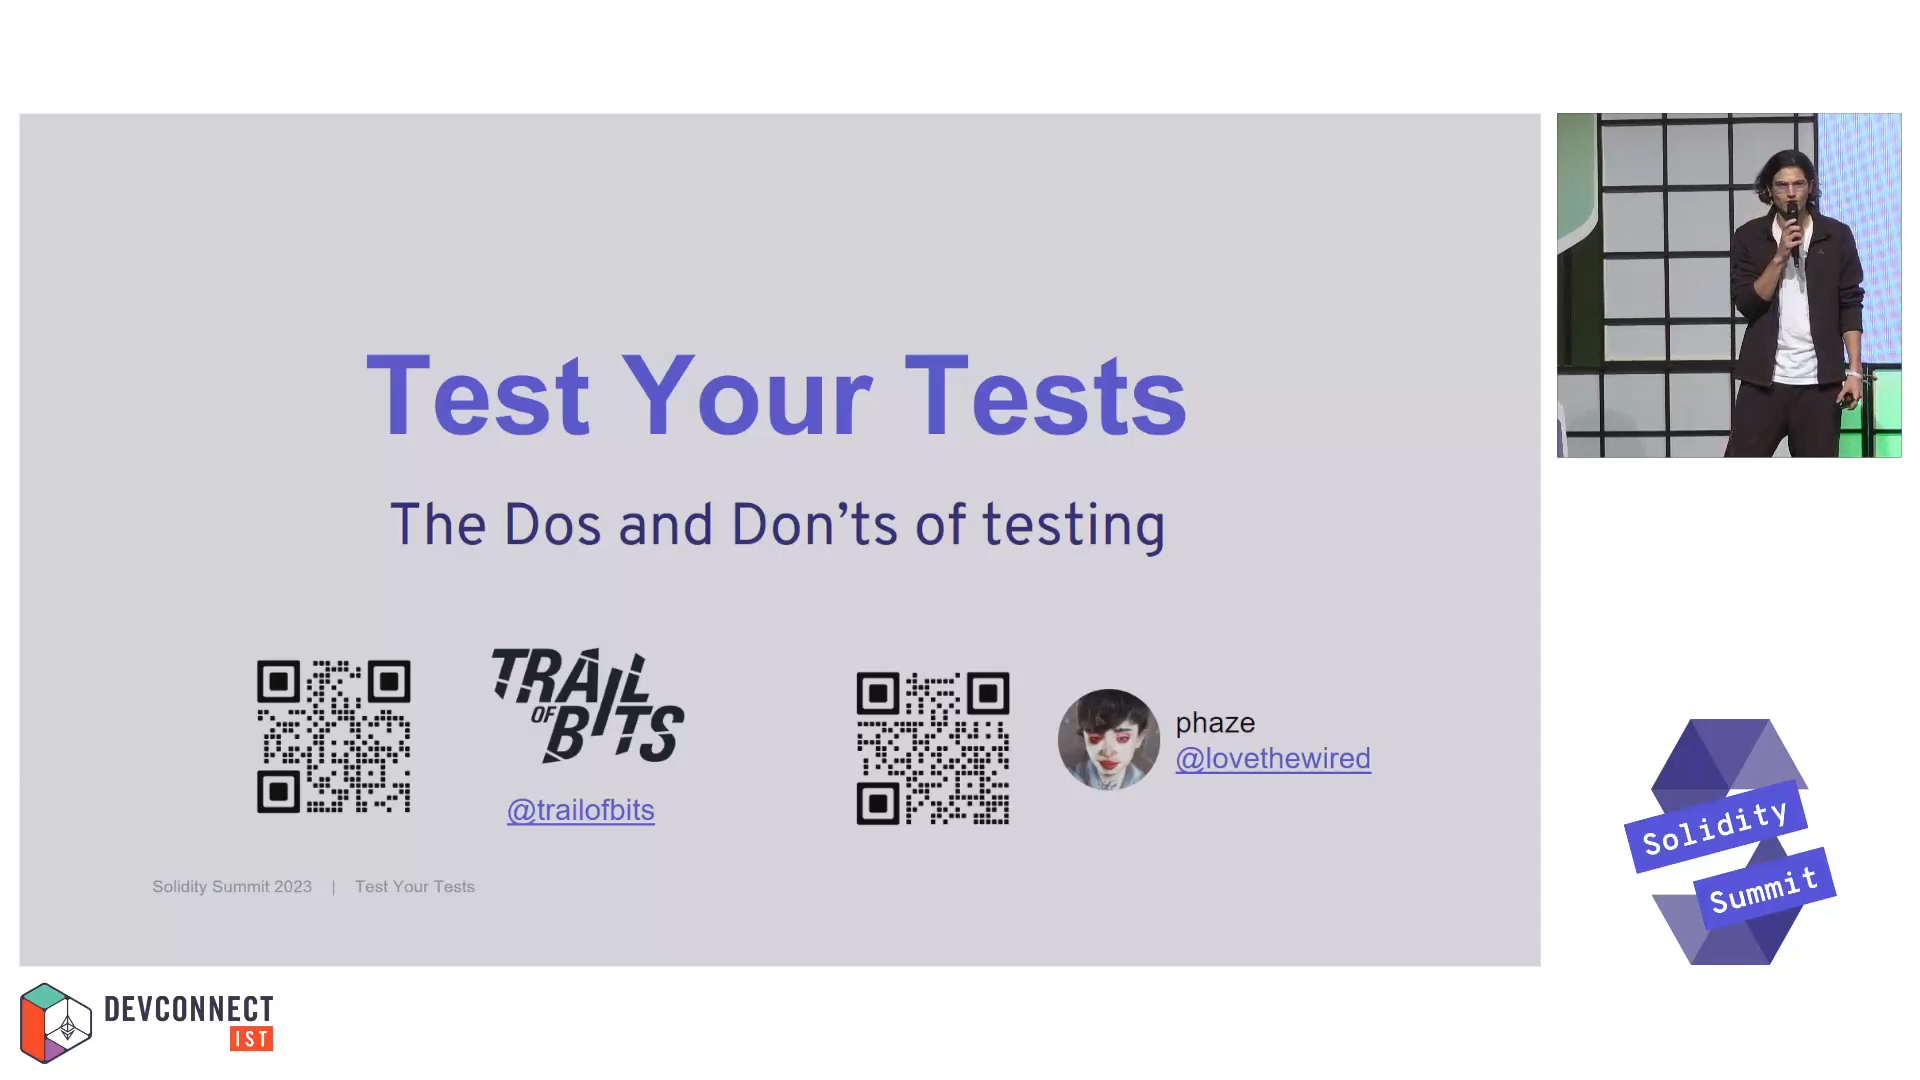 Test Your Tests
The Dos and Don’ts of testing
TRAIL
OF
BITS
@trailofbits
phaze
@lovethewired
Solidity Summit 2023 | Test Your Tests
Solidity
Summit
DEVCONNECT
IST